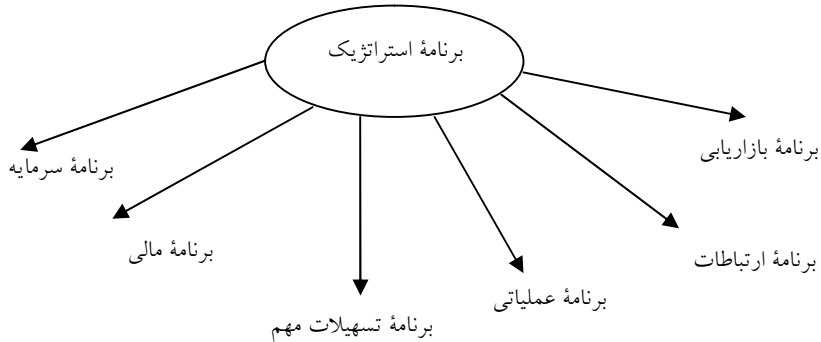 برنامهٔ استراتژیک
برنامهٔ بازاریابی
برنامهٔ ارتباطات
برنامهٔ عملیاتی
برنامهٔ تسهیلات مهم
برنامهٔ مالی
برنامهٔ سرمایه